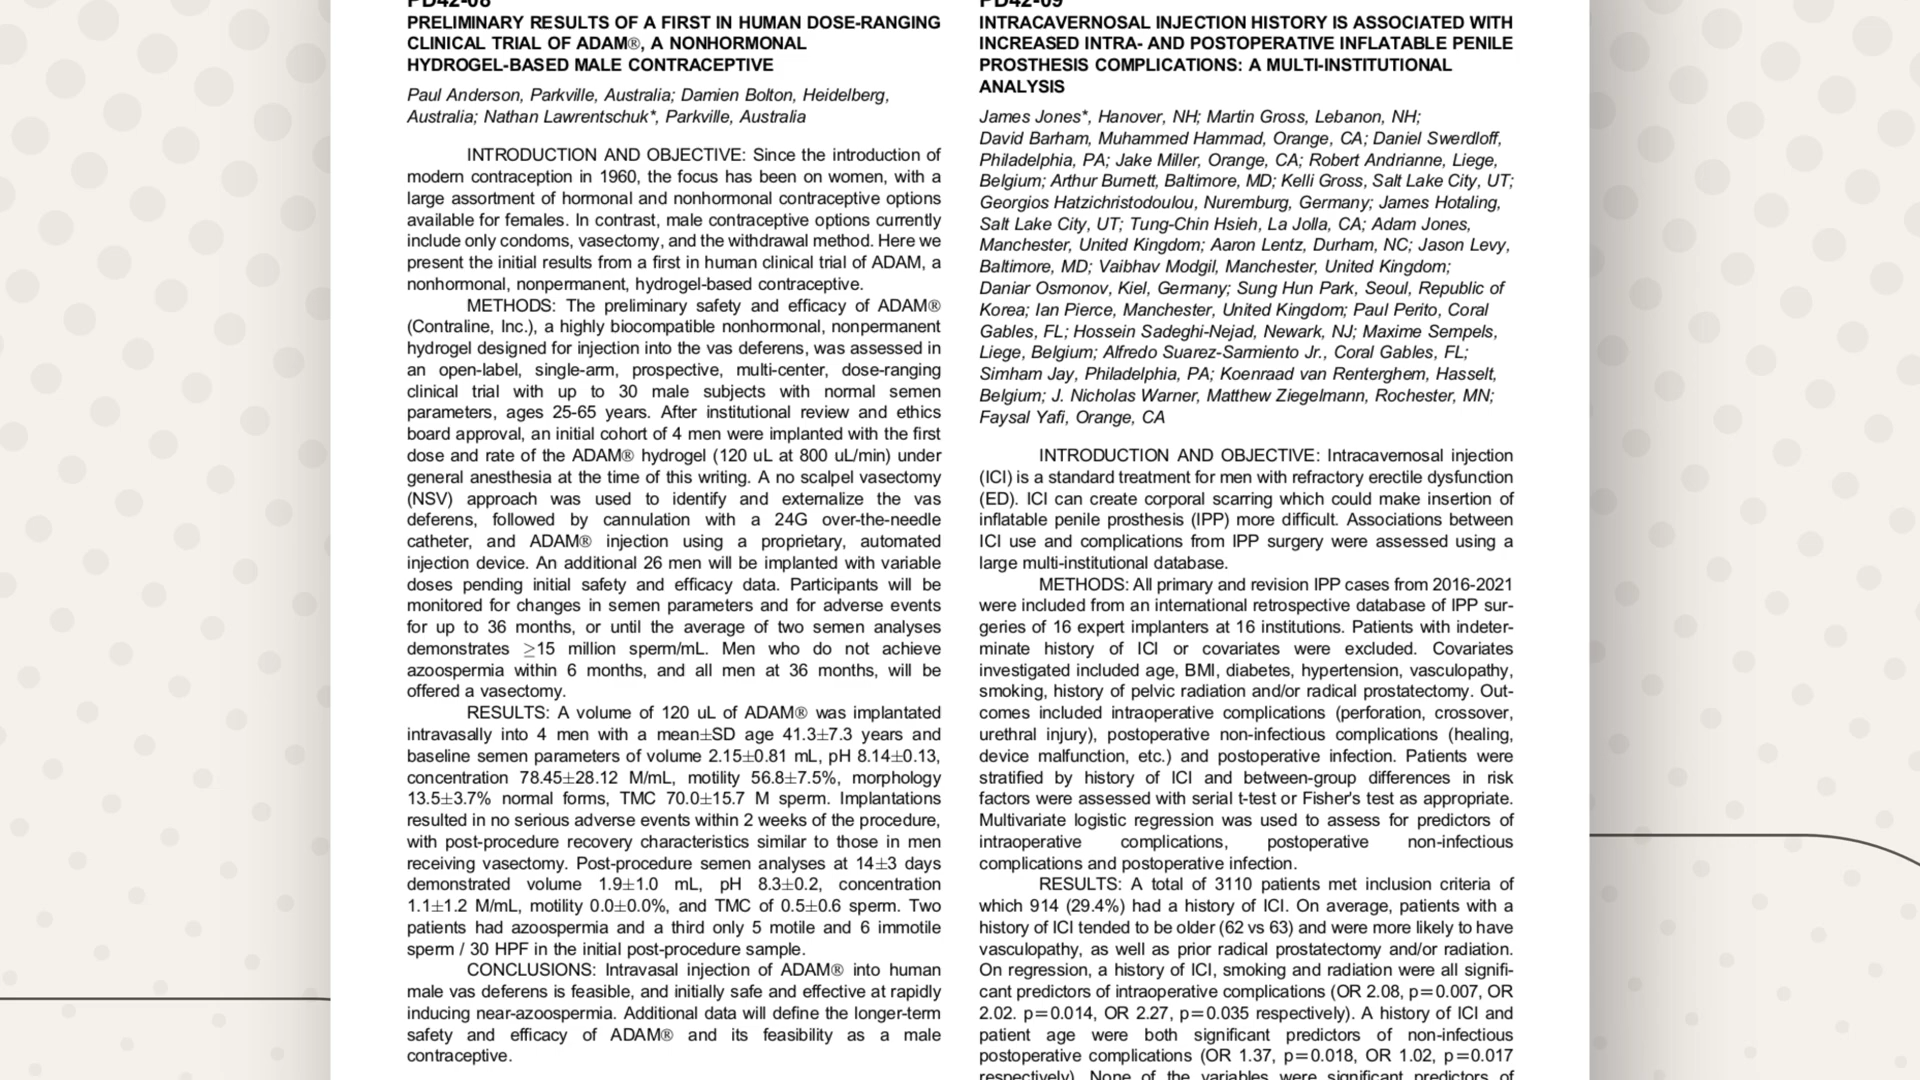 PD42-08
PRELIMINARY RESULTS OF A FIRST IN HUMAN DOSE-RANGING
CLINICAL TRIAL OF ADAM®, A NONHORMONAL
HYDROGEL-BASED MALE CONTRACEPTIVE
Paul Anderson, Parkville, Australia; Damien Bolton, Heidelberg,
Australia; Nathan Lawrentschuk*, Parkville, Australia
INTRODUCTION AND OBJECTIVE: Since the introduction of
modern contraception in 1960, the focus has been on women, with a
large assortment of hormonal and nonhormonal contraceptive options
available for females. In contrast, male contraceptive options currently
include only condoms, vasectomy, and the withdrawal method. Here we
present the initial results from a first in human clinical trial of ADAM, a
nonhormonal, nonpermanent, hydrogel-based contraceptive.
METHODS: The preliminary safety and efficacy of ADAM®
(Contraline, Inc.), a highly biocompatible nonhormonal, nonpermanent
hydrogel designed for injection into the vas deferens, was assessed in
an open-label, single-arm, prospective, multi-center, dose-ranging
clinical trial with up to 30 male subjects with normal semen
parameters, ages 25-65 years. After institutional review and ethics
board approval, an initial cohort of 4 men were implanted with the first
dose and rate of the ADAM® hydrogel (120 uL at 800 uL/min) under
general anesthesia at the time of this writing. A no scalpel vasectomy
(NSV) approach was used to identify and externalize the vas
deferens, followed by cannulation with a 24G over-the-needle
catheter, and ADAM® injection using a proprietary, automated
injection device. An additional 26 men will be implanted with variable
doses pending initial safety and efficacy data. Participants will be
monitored for changes in semen parameters and for adverse events
for up to 36 months, or until the average of two semen analyses
demonstrates ≥15 million sperm/mL. Men who do not achieve
azoospermia within 6 months, and all men at 36 months, will be
offered a vasectomy.
RESULTS: A volume of 120 uL of ADAM® was implantated
intravasally into 4 men with a mean±SD age 41.3±7.3 years and
baseline semen parameters of volume 2.15±0.81 mL, pH 8.14±0.13,
concentration 78.45±28.12 M/mL, motility 56.8±7.5%, morphology
13.5±3.7% normal forms, TMC 70.0±15.7 M sperm. Implantations
resulted in no serious adverse events within 2 weeks of the procedure,
with post-procedure recovery characteristics similar to those in men
receiving vasectomy. Post-procedure semen analyses at 14±3 days
demonstrated volume 1.9±1.0 mL, pH 8.3±0.2, concentration
1.1±1.2 M/mL, motility 0.0±0.0%, and TMC of 0.5±0.6 sperm. Two
patients had azoospermia and a third only 5 motile and 6 immotile
sperm / 30 HPF in the initial post-procedure sample.
CONCLUSIONS: Intravasal injection of ADAM® into human
male vas deferens is feasible, and initially safe and effective at rapidly
inducing near-azoospermia. Additional data will define the longer-term
safety and efficacy of ADAM® and its feasibility as a male
contraceptive.
PD42-09
INTRACAVERNOSAL INJECTION HISTORY IS ASSOCIATED WITH
INCREASED INTRA- AND POSTOPERATIVE INFLATABLE PENILE
PROSTHESIS COMPLICATIONS: A MULTI-INSTITUTIONAL
ANALYSIS
James Jones*, Hanover, NH; Martin Gross, Lebanon, NH;
David Barham, Muhammed Hammad, Orange, CA; Daniel Swerdloff,
Philadelphia, PA; Jake Miller, Orange, CA; Robert Andrianne, Liege,
Belgium; Arthur Burnett, Baltimore, MD; Kelli Gross, Salt Lake City, UT;
Georgios Hatzichristodoulou, Nuremburg, Germany; James Hotaling,
Salt Lake City, UT; Tung-Chin Hsieh, La Jolla, CA; Adam Jones,
Manchester, United Kingdom; Aaron Lentz, Durham, NC; Jason Levy,
Baltimore, MD; Vaibhav Modgil, Manchester, United Kingdom;
Daniar Osmonov, Kiel, Germany; Sung Hun Park, Seoul, Republic of
Korea; Ian Pierce, Manchester, United Kingdom; Paul Perito, Coral
Gables, FL; Hossein Sadeghi-Nejad, Newark, NJ; Maxime Sempels,
Liege, Belgium; Alfredo Suarez-Sarmiento Jr., Coral Gables, FL;
Simham Jay, Philadelphia, PA; Koenraad van Renterghem, Hasselt,
Belgium; J. Nicholas Warner, Matthew Ziegelmann, Rochester, MN;
Faysal Yafi, Orange, CA
INTRODUCTION AND OBJECTIVE: Intracavernosal injection
(ICI) is a standard treatment for men with refractory erectile dysfunction
(ED). ICI can create corporal scarring which could make insertion of
inflatable penile prosthesis (IPP) more difficult. Associations between
ICI use and complications from IPP surgery were assessed using a
large multi-institutional database.
METHODS: All primary and revision IPP cases from 2016-2021
were included from an international retrospective database of IPP sur-
geries of 16 expert implanters at 16 institutions. Patients with indeter-
minate history of ICI or covariates were excluded. Covariates
investigated included age, BMI, diabetes, hypertension, vasculopathy,
smoking, history of pelvic radiation and/or radical prostatectomy. Out-
comes included intraoperative complications (perforation, crossover,
urethral injury), postoperative non-infectious complications (healing,
device malfunction, etc.) and postoperative infection. Patients were
stratified by history of ICI and between-group differences in risk
factors were assessed with serial t-test or Fisher's test as appropriate.
Multivariate logistic regression was used to assess for predictors of
intraoperative complications, postoperative non-infectious
complications and postoperative infection.
RESULTS: A total of 3110 patients met inclusion criteria of
which 914 (29.4%) had a history of ICI. On average, patients with a
history of ICI tended to be older (62 vs 63) and were more likely to have
vasculopathy, as well as prior radical prostatectomy and/or radiation.
On regression, a history of ICI, smoking and radiation were all signifi-
cant predictors of intraoperative complications (OR 2.08, p=0.007, OR
2.02. p=0.014, OR 2.27, p=0.035 respectively). A history of ICI and
patient age were both significant predictors of non-infectious
postoperative complications (OR 1.37, p=0.018, OR 1.02, p=0.017
respectively). None of the variables were significant predictors of